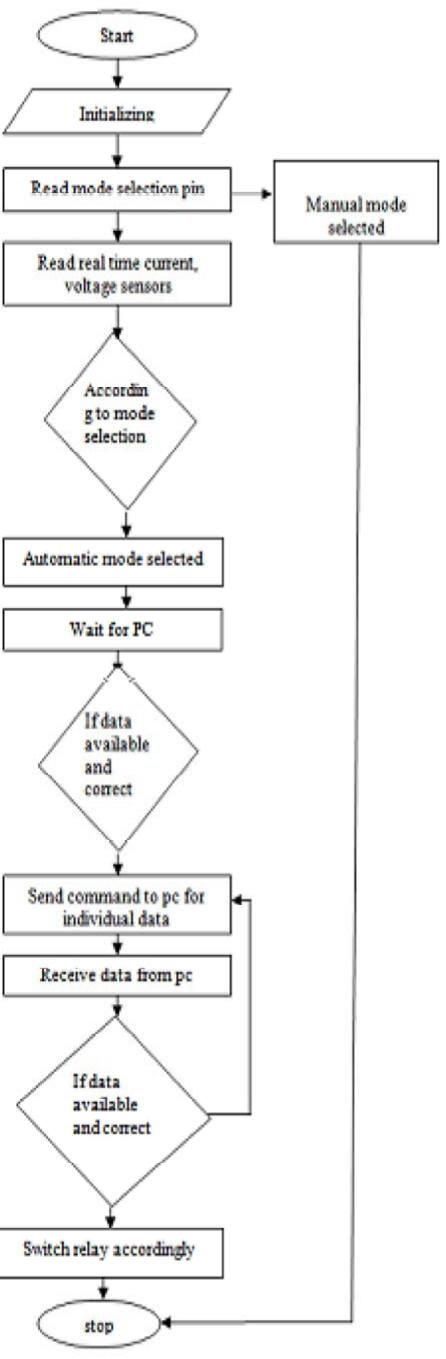 Start
Initializing
Read mode selection pin
Manual mode
selected
Read real time current,
voltage sensors
Accordin
g to mode
selection
Automatic mode selected
Wait for PC
If data
available
and
correct
Send command to pc for
individual data
Receive data from pc
If data
available
and correct
Switch relay accordingly
stop